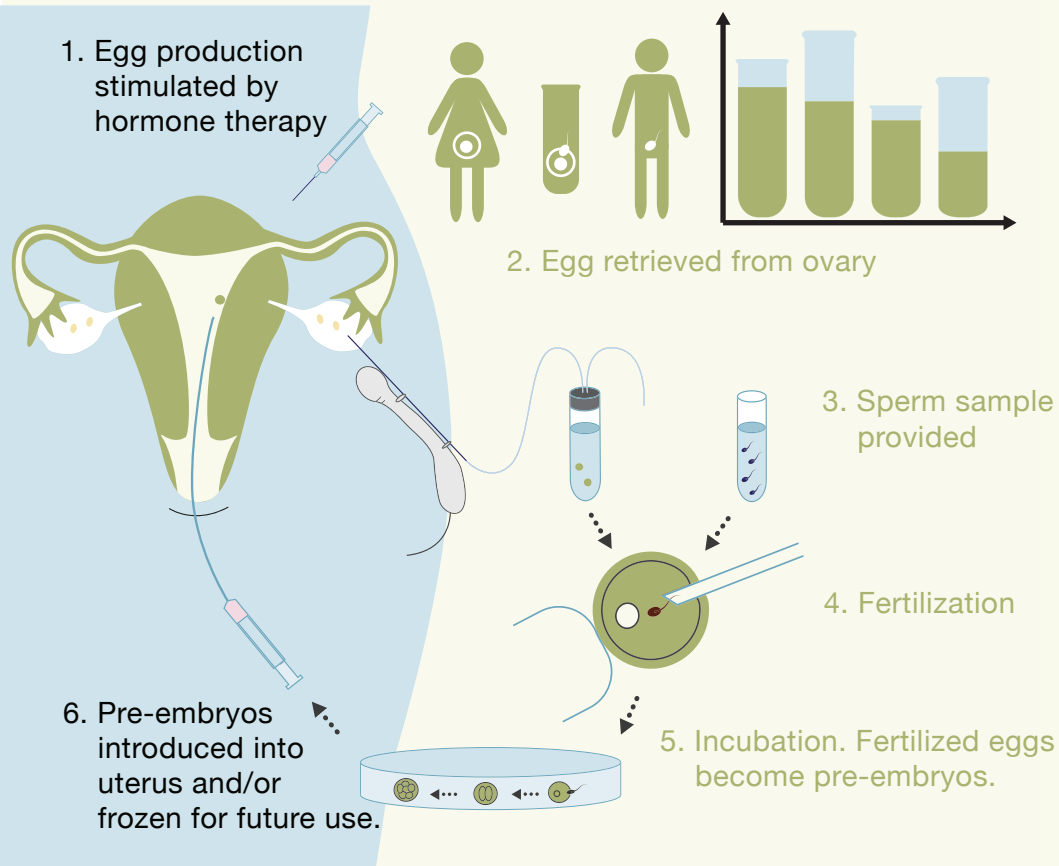 1. Egg production
stimulated by
hormone therapy
2. Egg retrieved from ovary
3. Sperm sample
provided
4. Fertilization
5. Incubation. Fertilized eggs
become pre-embryos.
6. Pre-embryos
introduced into
uterus and/or
frozen for future use.